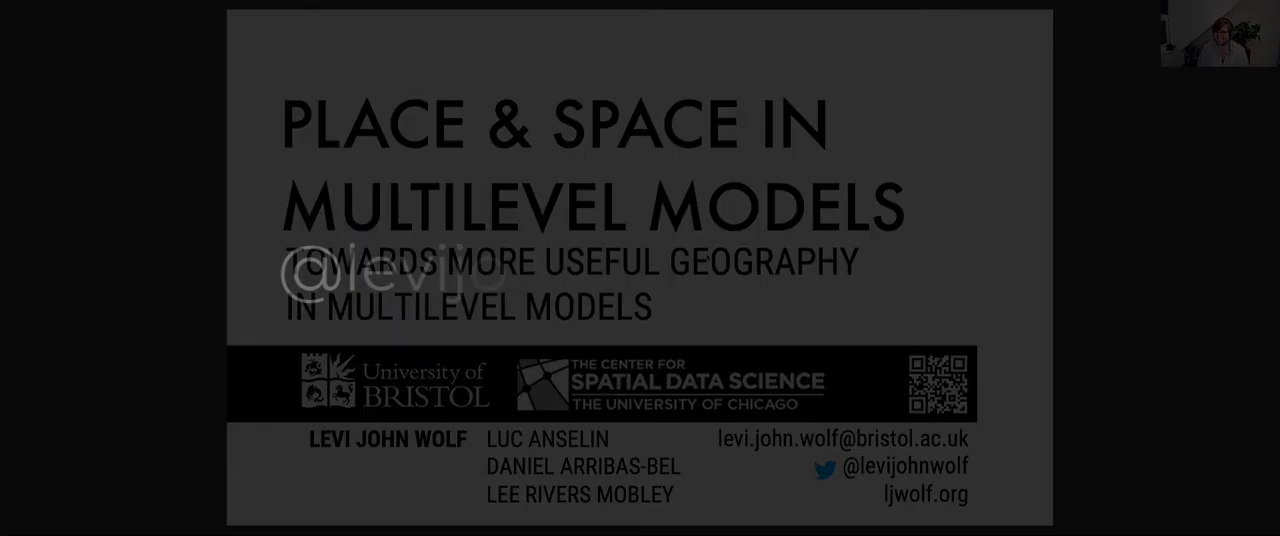 PLACE & SPACE IN
MULTILEVEL MODELS
TOWARDS MORE USEFUL GEOGRAPHY
@levijo
IN MULTILEVEL MODELS
University of
BRISTOL
THE CENTER FOR
SPATIAL DATA SCIENCE
THE UNIVERSITY OF CHICAGO
LEVI JOHN WOLF
LUC ANSELIN
DANIEL ARRIBAS-BEL
LEE RIVERS MOBLEY
levi.john.wolf@bristol.ac.uk
@levijohnwolf
ljwolf.org